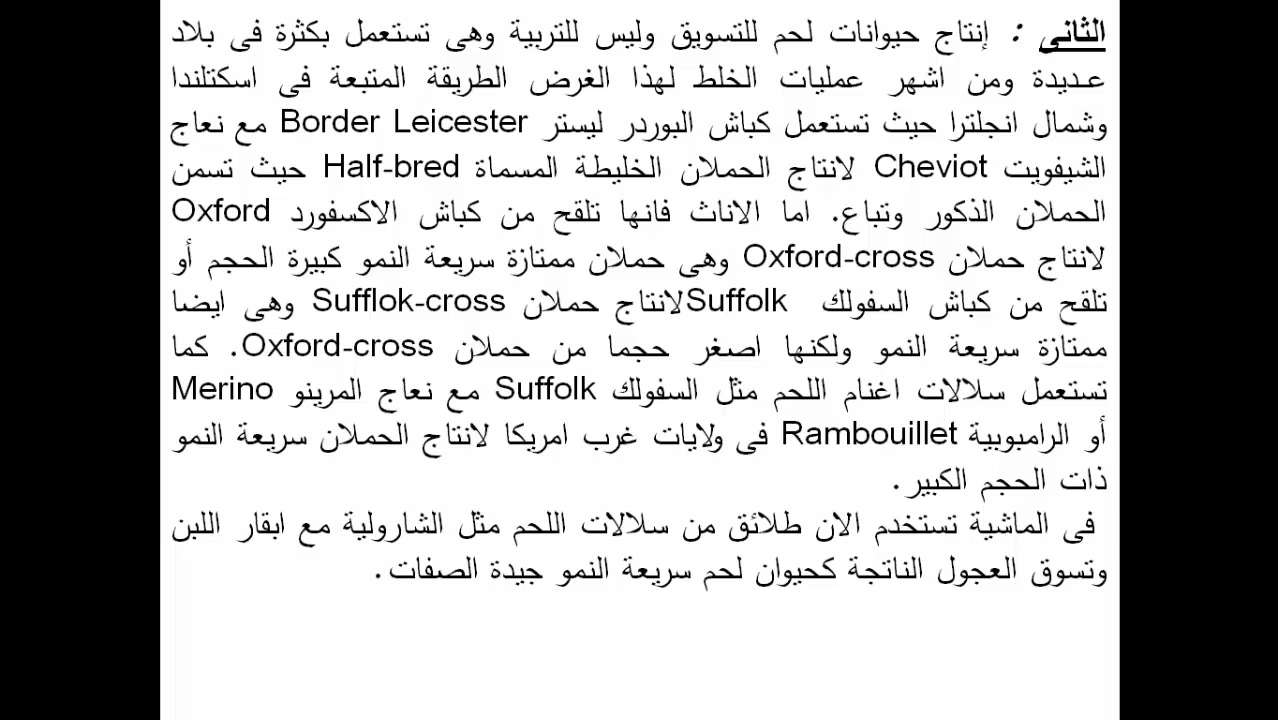 الثانى : إنتاج حيوانات لحم للتسويق وليس للتربية وهى تستعمل بكثرة فى بلاد
عـديدة ومن اشهر عمليات الخلط لهذا الغرض الطريقة المتبعة فى اسكتلندا
وشمال انجلترا حيث تستعمل كباش البوردر ليستر Border Leicester مع نعاج
الشيفويت Cheviot لانتاج الحملان الخليطة المسماة Half-bred حيث تسمن
الحملان الذكور وتباع. اما الاناث فانها تلقح من كباش الاكسفورد Oxford
لانتاج حملان Oxford-cross وهى حملان ممتازة سريعة النمو كبيرة الحجم أو
تلقح من كباش السفولك Suffolkلانتاج حملان Sufflok-cross وهى ايضا
ممتازة سريعة النمو ولكنها اصغر حجما من حملان Oxford-cross. كما
تستعمل سلالات اغنام اللحم مثل السفولك Suffolk مع نعاج المرينو Merino
أو الرامبوبية Rambouillet فى ولايات غرب امريكا لانتاج الحملان سريعة النمو
ذات الحجم الكبير.
فى الماشية تستخدم الان طلائق من سلالات اللحم مثل الشارولية مع ابقار اللبن
وتسوق العجول الناتجة كحيوان لحم سريعة النمو جيدة الصفات.